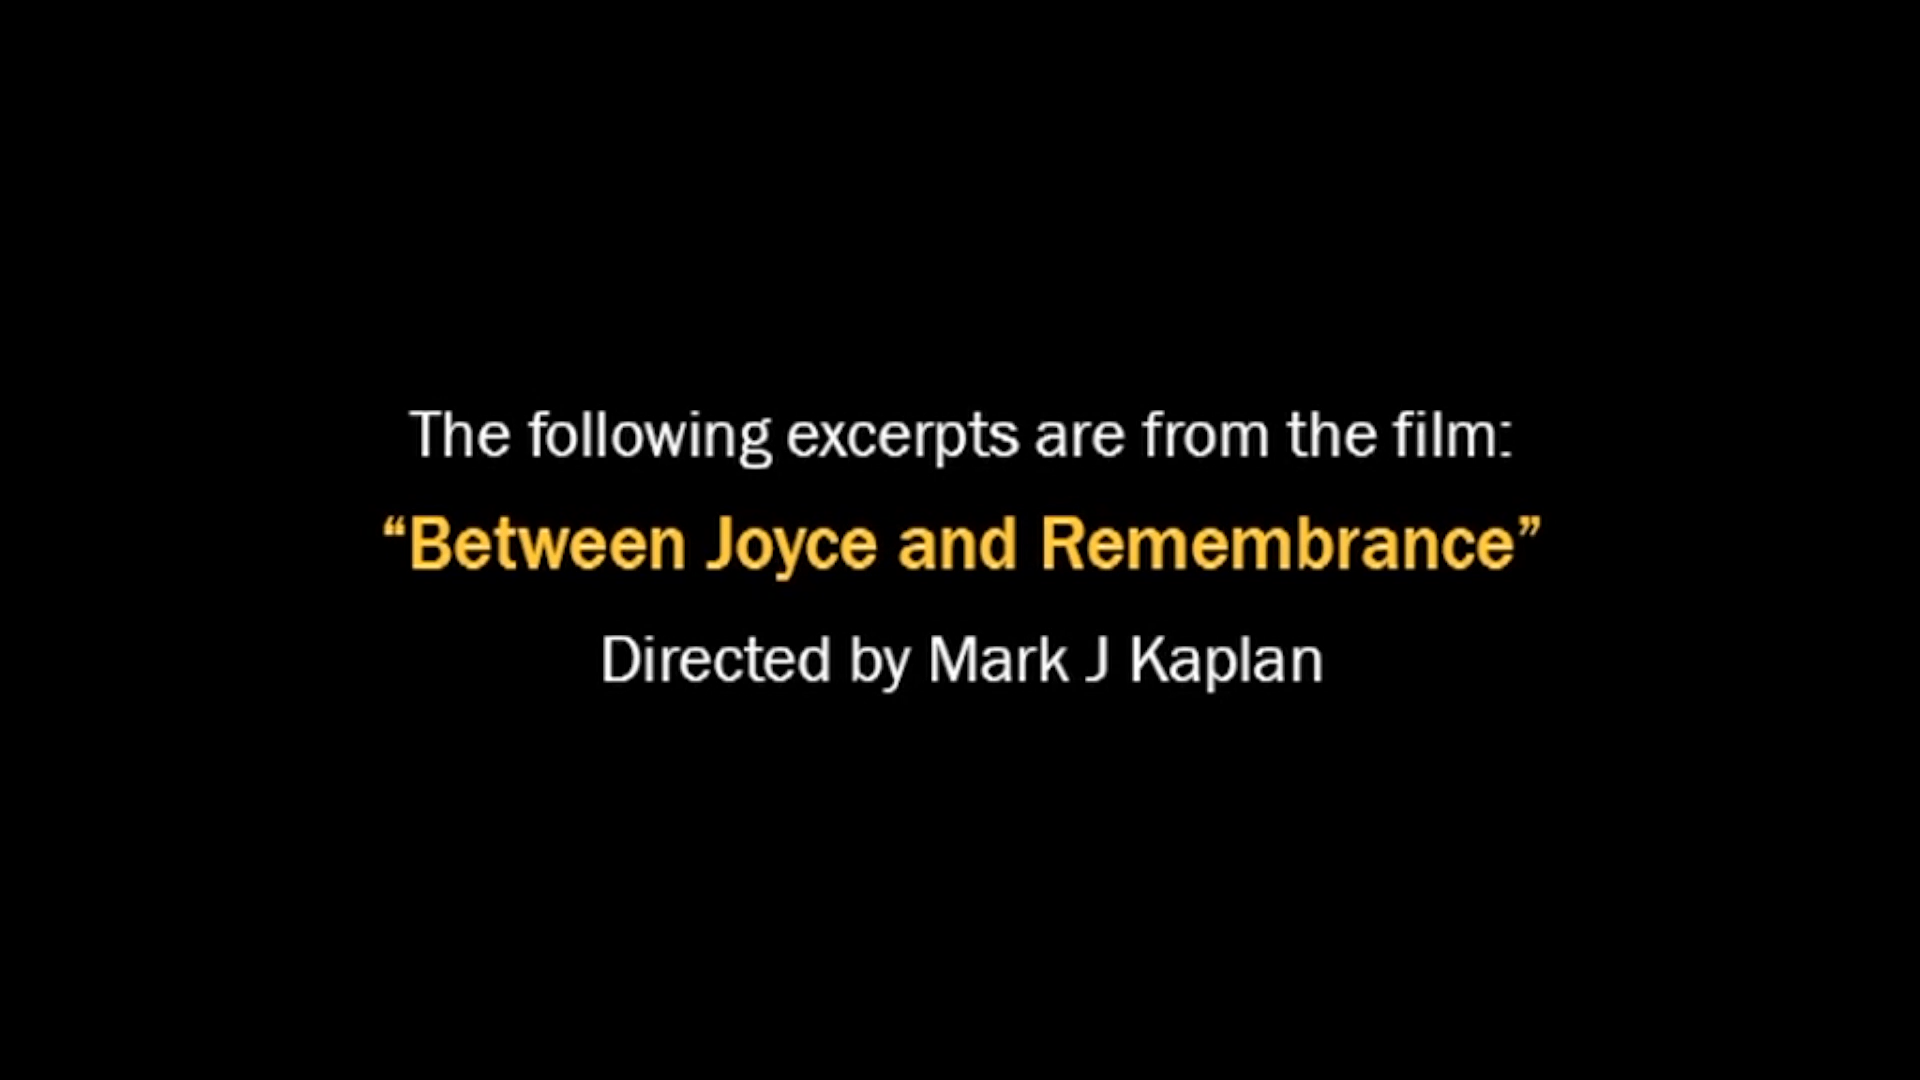 The following excerpts are from the film:
“Between Joyce and Remembrance”
Directed by Mark J Kaplan